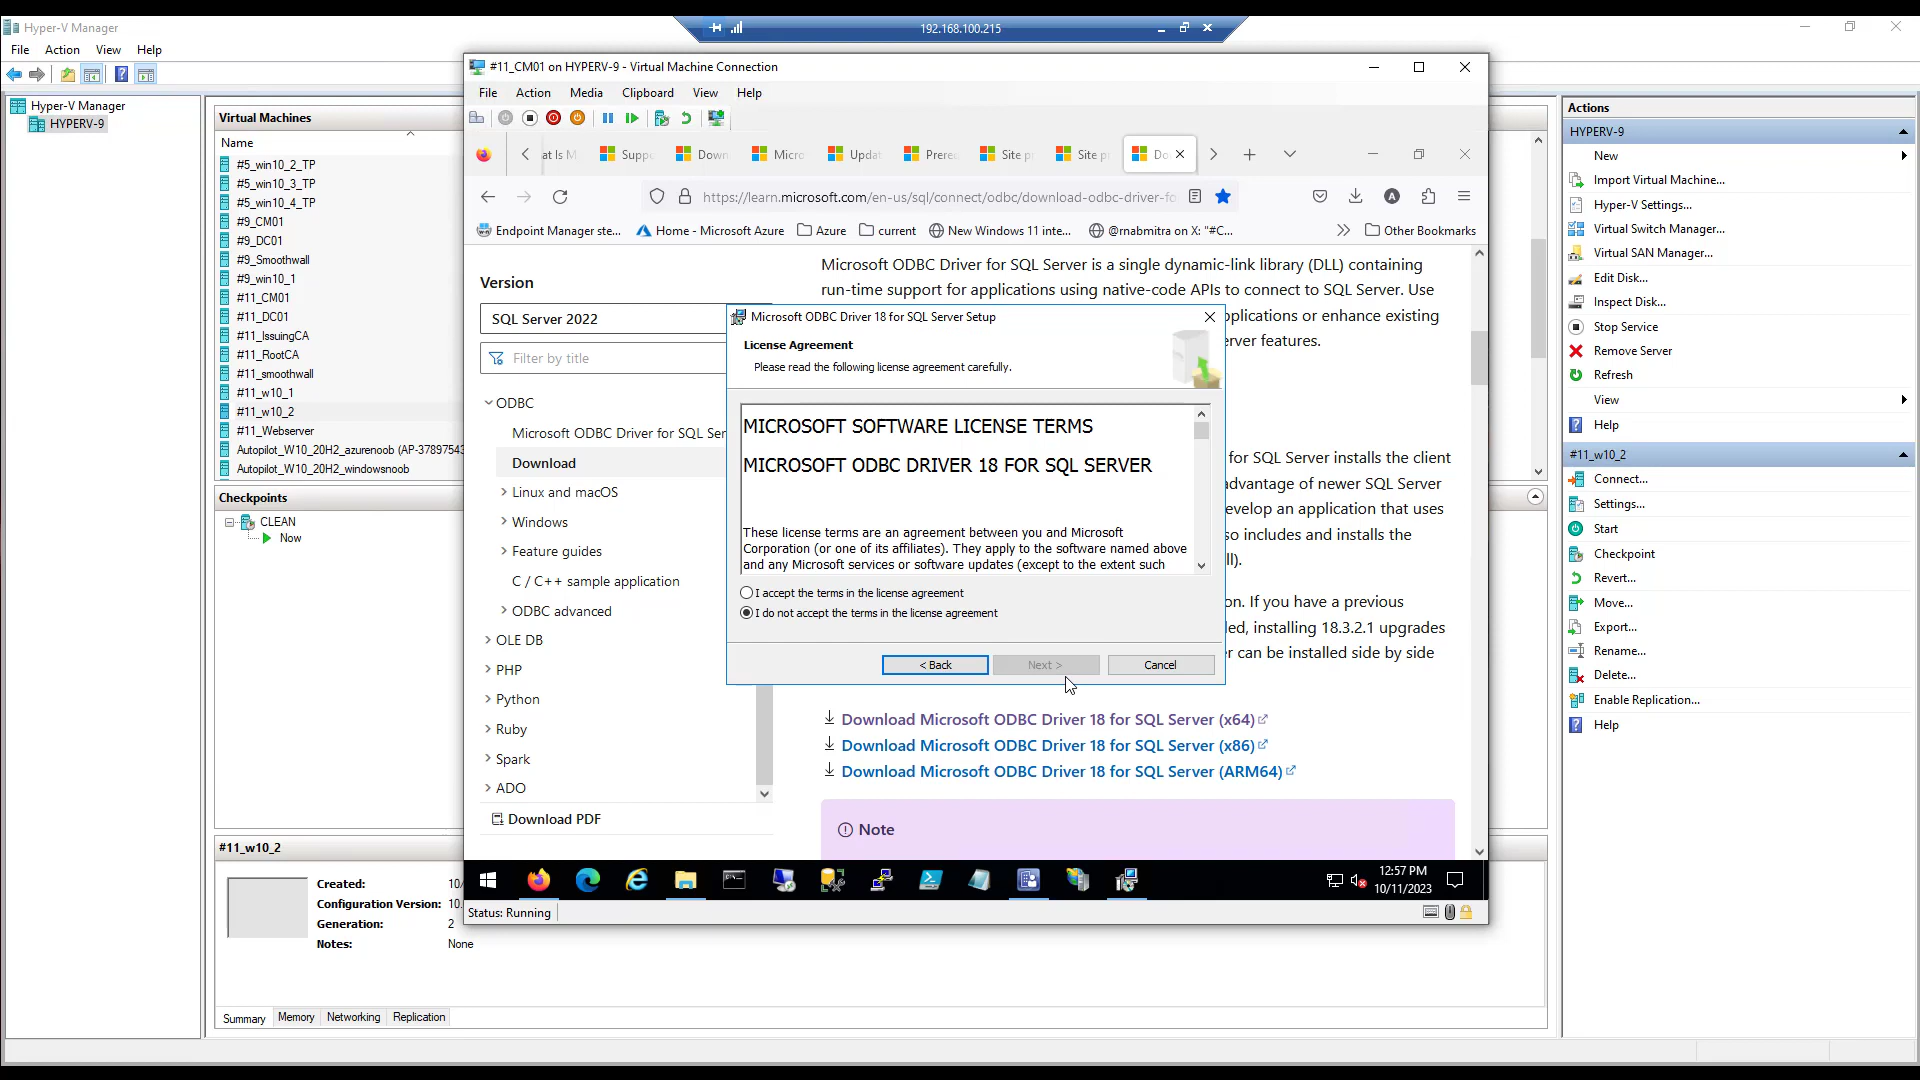 Hyper-V Manager
192.168.100.215
File Action View Help
Hyper-V Manager
HYPERV-9
Virtual Machines
Name
#5_win10_2_TP
#5_win10_3_TP
#5_win10_4_TP
#9_CM01
#9_DC01
#9_Smoothwall
#9_win10_1
#11_CM01
#11_DC01
#11_IssuingCA
#11_RootCA
#11_smoothwall
#11_w10_1
#11_w10_2
#11_Webserver
Autopilot_W10_20H2_azurenoob (AP-37897543
Autopilot_W10_20H2_windowsnoob
Checkpoints
CLEAN
Now
#11_w10_2
Created: 10/
Configuration Version: 10.
Generation: 2
Notes: None
Summary Memory Networking Replication
#11_CM01 on HYPERV-9 - Virtual Machine Connection
File Action Media Clipboard View Help
at Is M Suppo Down Micro Updat Prere Site p Site p Do
https://learn.microsoft.com/en-us/sql/connect/odbc/download-odbc-driver-fo
Endpoint Manager ste... Home - Microsoft Azure Azure current New Windows 11 inte... @rnabmitra on X: "#C... Other Bookmarks
Version
SQL Server 2022
Filter by title
ODBC
Microsoft ODBC Driver for SQL Ser
Download
Linux and macOS
Windows
Feature guides
C / C++ sample application
ODBC advanced
OLE DB
PHP
Python
Ruby
Spark
ADO
Download PDF
Microsoft ODBC Driver for SQL Server is a single dynamic-link library (DLL) containing
run-time support for applications using native-code APIs to connect to SQL Server. Use
pplications or enhance existing
erver features.
for SQL Server installs the client
dvantage of newer SQL Server
evelop an application that uses
so includes and installs the
ll).
on. If you have a previous
led, installing 18.3.2.1 upgrades
r can be installed side by side
Download Microsoft ODBC Driver 18 for SQL Server (x64)
Download Microsoft ODBC Driver 18 for SQL Server (x86)
Download Microsoft ODBC Driver 18 for SQL Server (ARM64)
Note
Microsoft ODBC Driver 18 for SQL Server Setup
License Agreement
Please read the following license agreement carefully.
MICROSOFT SOFTWARE LICENSE TERMS
MICROSOFT ODBC DRIVER 18 FOR SQL SERVER
These license terms are an agreement between you and Microsoft
Corporation (or one of its affiliates). They apply to the software named above
and any Microsoft services or software updates (except to the extent such
I accept the terms in the license agreement
I do not accept the terms in the license agreement
< Back Next > Cancel
12:57 PM
10/11/2023
Status: Running
Actions
HYPERV-9
New
Import Virtual Machine...
Hyper-V Settings...
Virtual Switch Manager...
Virtual SAN Manager...
Edit Disk...
Inspect Disk...
Stop Service
Remove Server
Refresh
View
Help
#11_w10_2
Connect...
Settings...
Start
Checkpoint
Revert...
Move...
Export...
Rename...
Delete...
Enable Replication...
Help